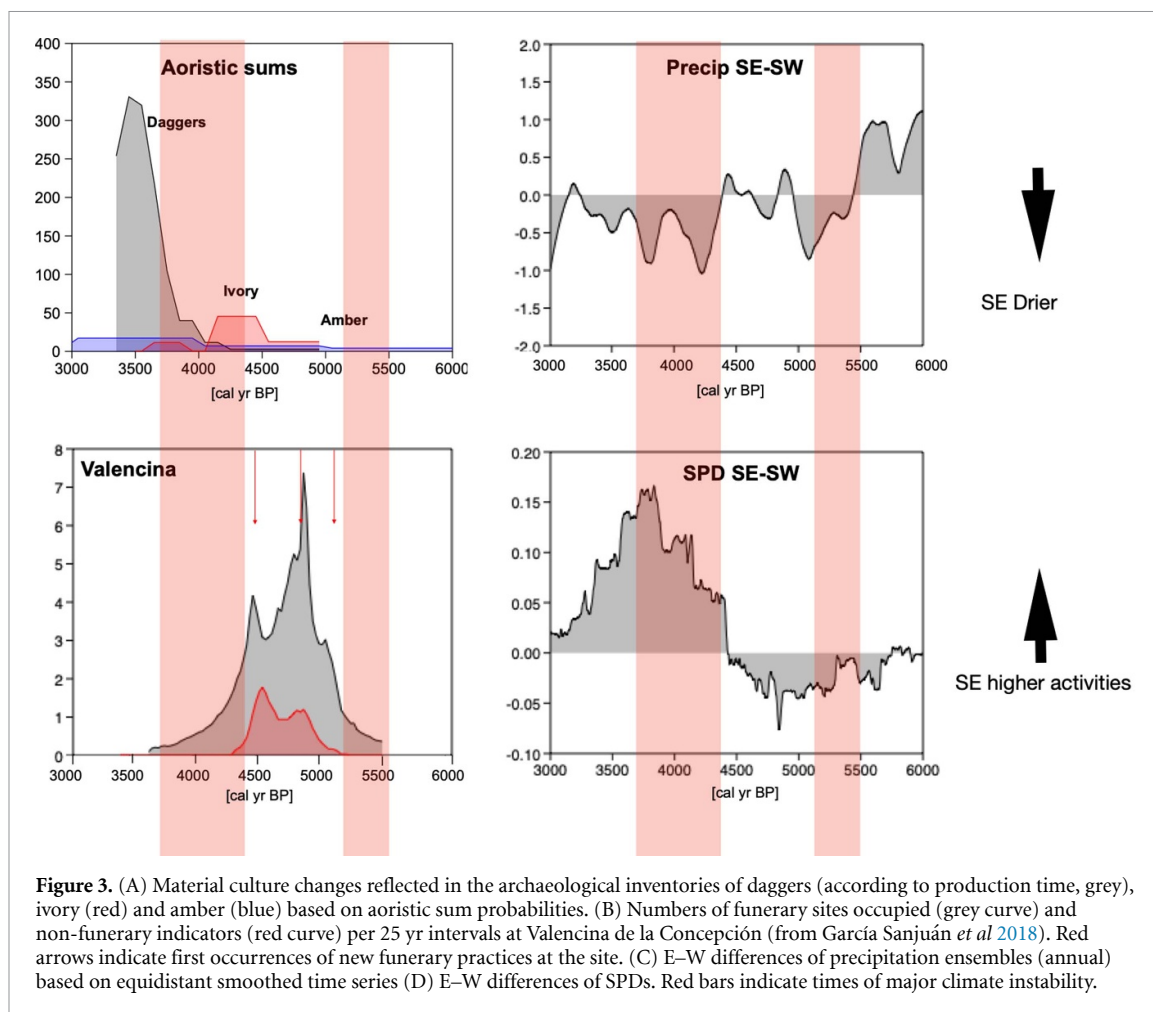 Aoristic sums
400
350
300
250
200
150
100
50
0
Daggers
Ivory
Amber
3000 3500 4000 4500 5000 5500 6000
[cal yr BP]
Precip SE-SW
2.0
1.5
1.0
0.5
0.0
-0.5
-1.0
-1.5
-2.0
3000 3500 4000 4500 5000 5500 6000
[cal yr BP]
SE Drier
Valencina
8
7
6
5
4
3
2
1
0
3000 3500 4000 4500 5000 5500 6000
[cal yr BP]
SPD SE-SW
0.20
0.15
0.10
0.05
0.00
-0.05
-0.10
3000 3500 4000 4500 5000 5500 6000
[cal yr BP]
SE higher activities
Figure 3. (A) Material culture changes reflected in the archaeological inventories of daggers (according to production time, grey),
ivory (red) and amber (blue) based on aoristic sum probabilities. (B) Numbers of funerary sites occupied (grey curve) and
non-funerary indicators (red curve) per 25 yr intervals at Valencina de la Concepción (from García Sanjuán et al 2018). Red
arrows indicate first occurrences of new funerary practices at the site. (C) E–W differences of precipitation ensembles (annual)
based on equidistant smoothed time series (D) E–W differences of SPDs. Red bars indicate times of major climate instability.